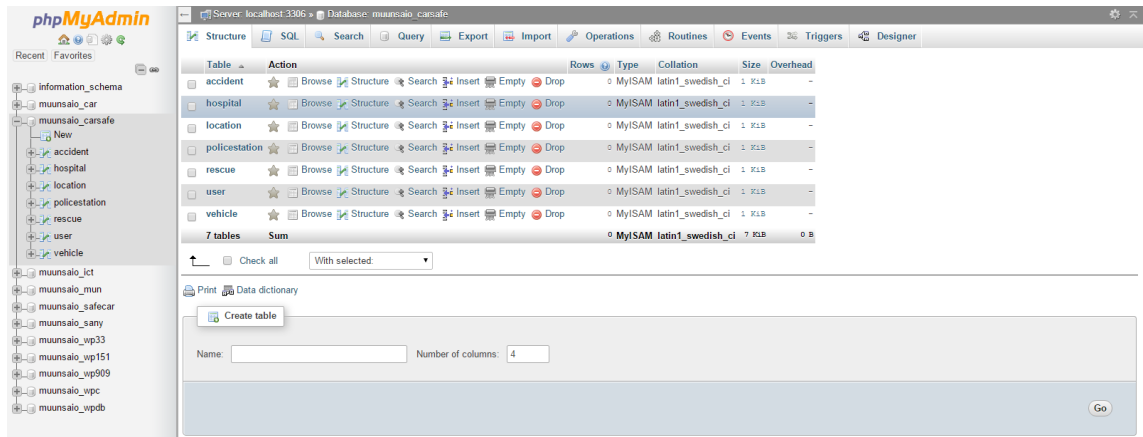 phpMyAdmin
Recent Favorites
information_schema
muunsaio_car
muunsaio_carsafe
New
accident
hospital
location
policestation
rescue
user
vehicle
muunsaio_ict
muunsaio_mun
muunsaio_safecar
muunsaio_sany
muunsaio_wp33
muunsaio_wp151
muunsaio_wp909
muunsaio_wpc
muunsaio_wpdb
Server: localhost:3306 » Database: muunsaio_carsafe
Structure SQL Search Query Export Import Operations Routines Events Triggers Designer
Table Action Rows Type Collation Size Overhead
accident Browse Structure Search Insert Empty Drop 0 MyISAM latin1_swedish_ci 1 KiB -
hospital Browse Structure Search Insert Empty Drop 0 MyISAM latin1_swedish_ci 1 KiB -
location Browse Structure Search Insert Empty Drop 0 MyISAM latin1_swedish_ci 1 KiB -
policestation Browse Structure Search Insert Empty Drop 0 MyISAM latin1_swedish_ci 1 KiB -
rescue Browse Structure Search Insert Empty Drop 0 MyISAM latin1_swedish_ci 1 KiB -
user Browse Structure Search Insert Empty Drop 0 MyISAM latin1_swedish_ci 1 KiB -
vehicle Browse Structure Search Insert Empty Drop 0 MyISAM latin1_swedish_ci 1 KiB -
7 tables Sum 0 MyISAM latin1_swedish_ci 7 KiB 0 B
Check all With selected:
Print Data dictionary
Create table
Name: Number of columns: 4
Go